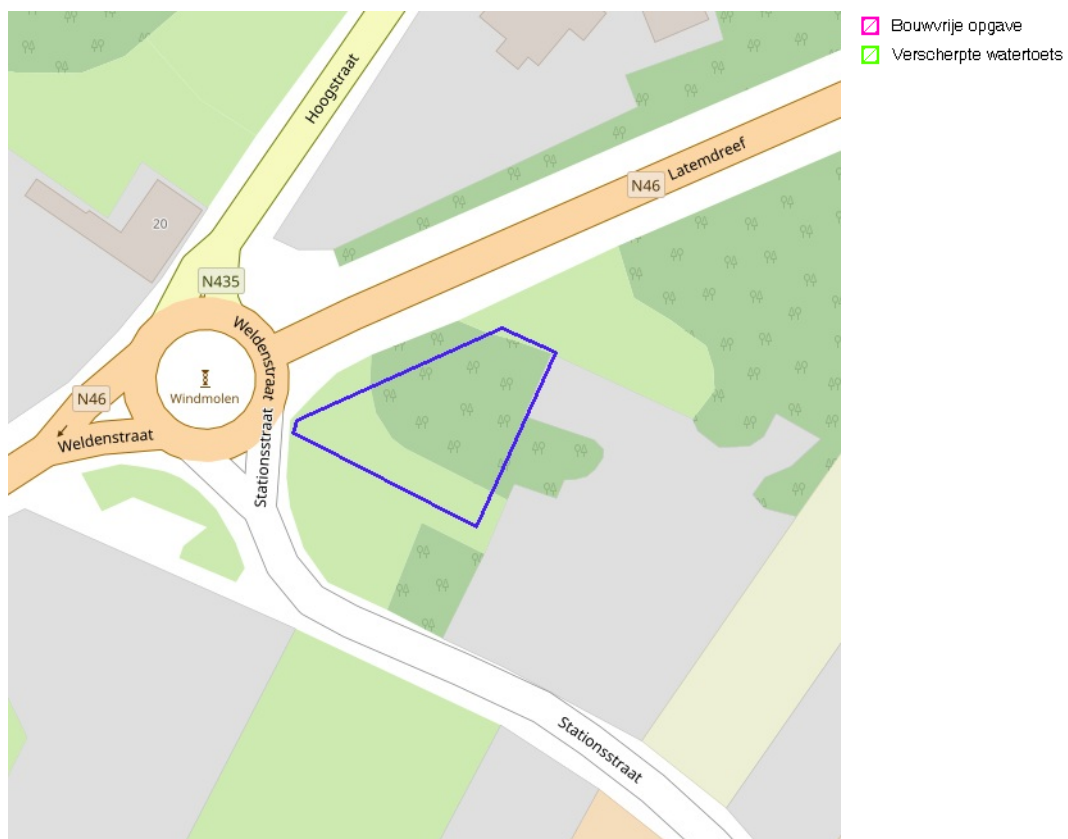 Bouwvrije opgave
Verscherpte watertoets
Hoogstraat
Latemdreef
N46
20
N435
Weldenstraat
Windmolen
N46
Weldenstraat
Stationsstraat
Stationsstraat